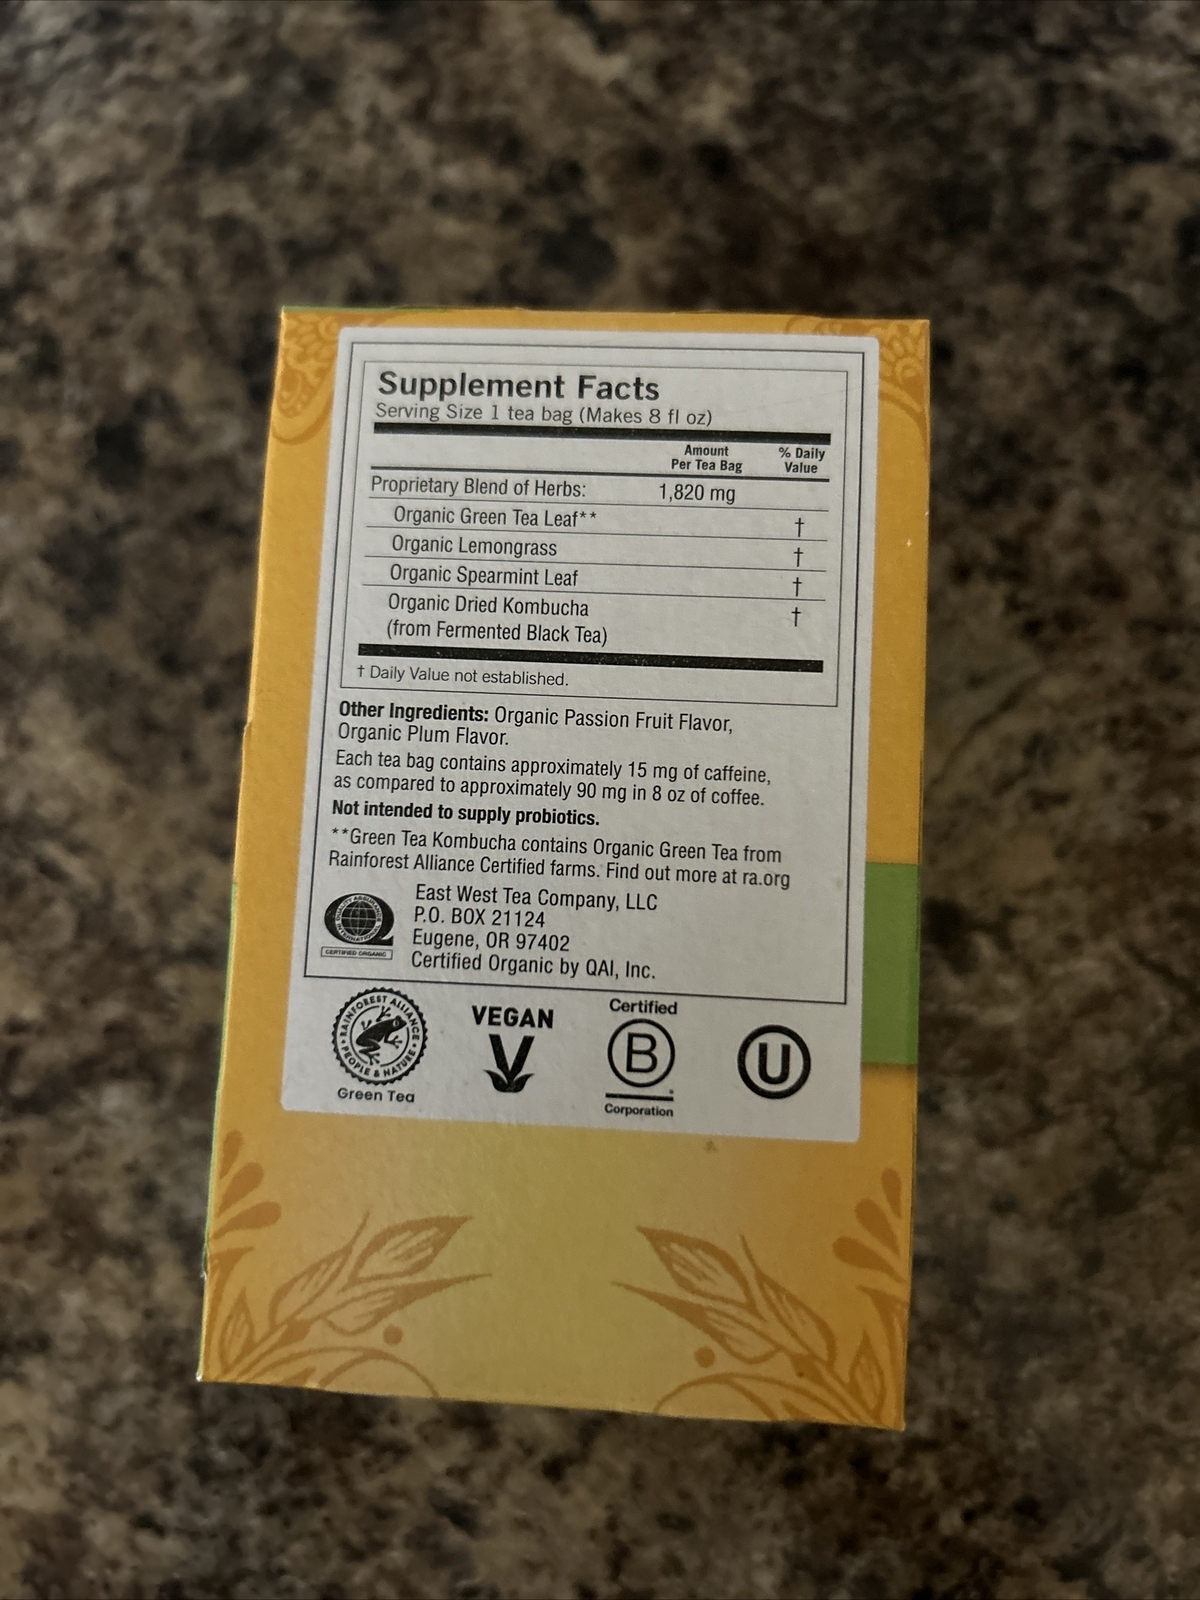 Supplement Facts
Serving Size 1 tea bag (Makes 8 fl oz)
Amount Per Tea Bag
% Daily Value
Proprietary Blend of Herbs: 1,820 mg
Organic Green Tea Leaf** †
Organic Lemongrass †
Organic Spearmint Leaf †
Organic Dried Kombucha †
(from Fermented Black Tea)
† Daily Value not established.
Other Ingredients: Organic Passion Fruit Flavor,
Organic Plum Flavor.
Each tea bag contains approximately 15 mg of caffeine,
as compared to approximately 90 mg in 8 oz of coffee.
Not intended to supply probiotics.
**Green Tea Kombucha contains Organic Green Tea from
Rainforest Alliance Certified farms. Find out more at ra.org
QUALITY ASSURANCE INTERNATIONAL
CERTIFIED ORGANIC
East West Tea Company, LLC
P.O. BOX 21124
Eugene, OR 97402
Certified Organic by QAI, Inc.
RAINFOREST ALLIANCE
PEOPLE & NATURE
Green Tea
VEGAN
V
Certified
B
Corporation
U